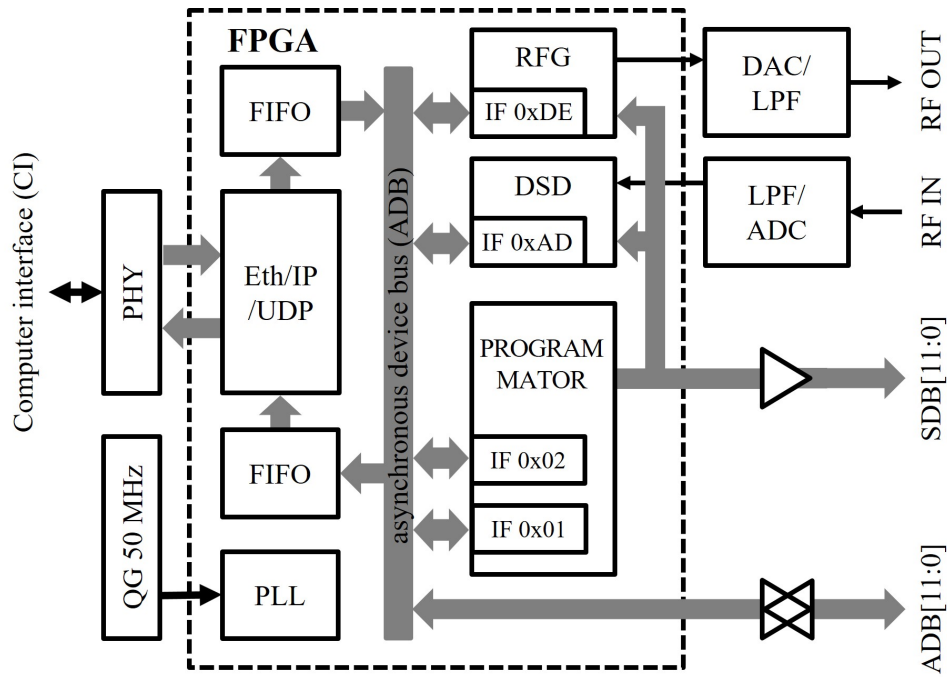 FPGA
FIFO
RFG
IF 0xDE
DAC/
LPF
RF OUT
DSD
IF 0xAD
LPF/
ADC
RF IN
Computer interface (CI)
PHY
Eth/IP
/UDP
asynchronous device bus (ADB)
PROGRAM
MATOR
IF 0x02
IF 0x01
SDB[11:0]
FIFO
QG 50 MHz
PLL
ADB[11:0]